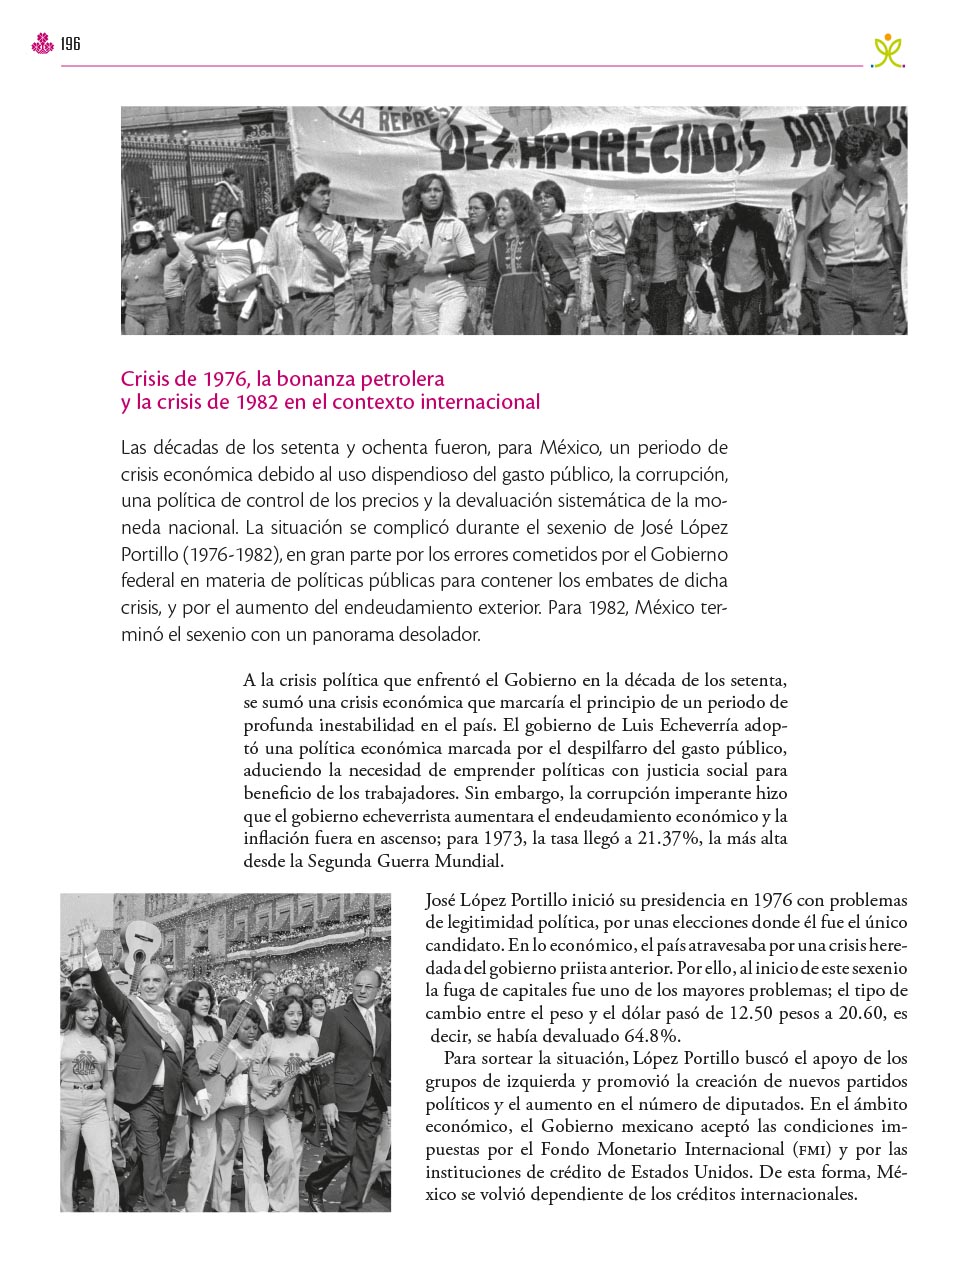 196
LA REPRES
DESAPARECIDOS
Crisis de 1976, la bonanza petrolera
y la crisis de 1982 en el contexto internacional
Las décadas de los setenta y ochenta fueron, para México, un periodo de
crisis económica debido al uso dispendioso del gasto público, la corrupción,
una política de control de los precios y la devaluación sistemática de la mo-
neda nacional. La situación se complicó durante el sexenio de José López
Portillo (1976-1982), en gran parte por los errores cometidos por el Gobierno
federal en materia de políticas públicas para contener los embates de dicha
crisis, y por el aumento del endeudamiento exterior. Para 1982, México ter-
minó el sexenio con un panorama desolador.
A la crisis política que enfrentó el Gobierno en la década de los setenta,
se sumó una crisis económica que marcaría el principio de un periodo de
profunda inestabilidad en el país. El gobierno de Luis Echeverría adop-
tó una política económica marcada por el despilfarro del gasto público,
aduciendo la necesidad de emprender políticas con justicia social para
beneficio de los trabajadores. Sin embargo, la corrupción imperante hizo
que el gobierno echeverrista aumentara el endeudamiento económico y la
inflación fuera en ascenso; para 1973, la tasa llegó a 21.37%, la más alta
desde la Segunda Guerra Mundial.
José López Portillo inició su presidencia en 1976 con problemas
de legitimidad política, por unas elecciones donde él fue el único
candidato. En lo económico, el país atravesaba por una crisis here-
dada del gobierno priista anterior. Por ello, al inicio de este sexenio
la fuga de capitales fue uno de los mayores problemas; el tipo de
cambio entre el peso y el dólar pasó de 12.50 pesos a 20.60, es
decir, se había devaluado 64.8%.
Para sortear la situación, López Portillo buscó el apoyo de los
grupos de izquierda y promovió la creación de nuevos partidos
políticos y el aumento en el número de diputados. En el ámbito
económico, el Gobierno mexicano aceptó las condiciones im-
puestas por el Fondo Monetario Internacional (FMI) y por las
instituciones de crédito de Estados Unidos. De esta forma, Mé-
xico se volvió dependiente de los créditos internacionales.